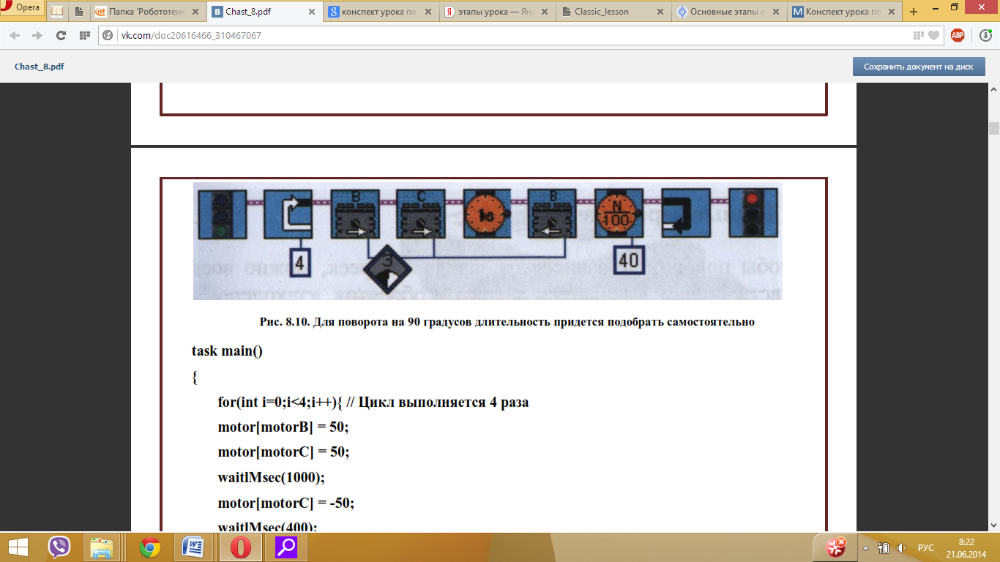 Opera
Папка 'Робототехн
Chast_8.pdf
конспект урока по
этапы урока — Янд
Classic_lesson
Основные этапы с
Конспект урока по
vk.com/doc20616466_310467067
ABP
Chast_8.pdf
Сохранить документ на диск
B C 1s B N/100
4 3 40
Рис. 8.10. Для поворота на 90 градусов длительность придется подобрать самостоятельно
task main()
{
for(int i=0;i<4;i++){ // Цикл выполняется 4 раза
motor[motorB] = 50;
motor[motorC] = 50;
waitlMsec(1000);
motor[motorC] = -50;
waitlMsec(400);
РУС
8:22
21.06.2014